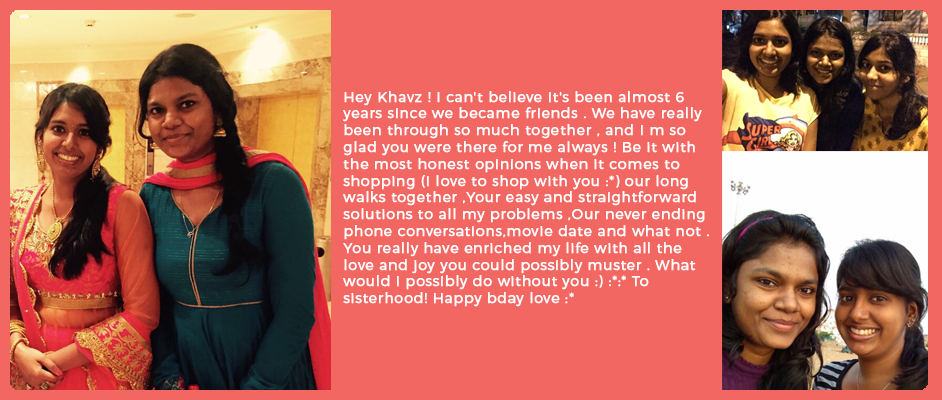 Hey Khavz ! I can't believe it's been almost 6
years since we became friends . We have really
been through so much together , and I m so
glad you were there for me always ! Be it with
the most honest opinions when it comes to
shopping (I love to shop with you :*) our long
walks together ,Your easy and straightforward
solutions to all my problems ,Our never ending
phone conversations,movie date and what not .
You really have enriched my life with all the
love and joy you could possibly muster . What
would I possibly do without you :) :*:* To
sisterhood! Happy bday love :*
SUPER
GIRL